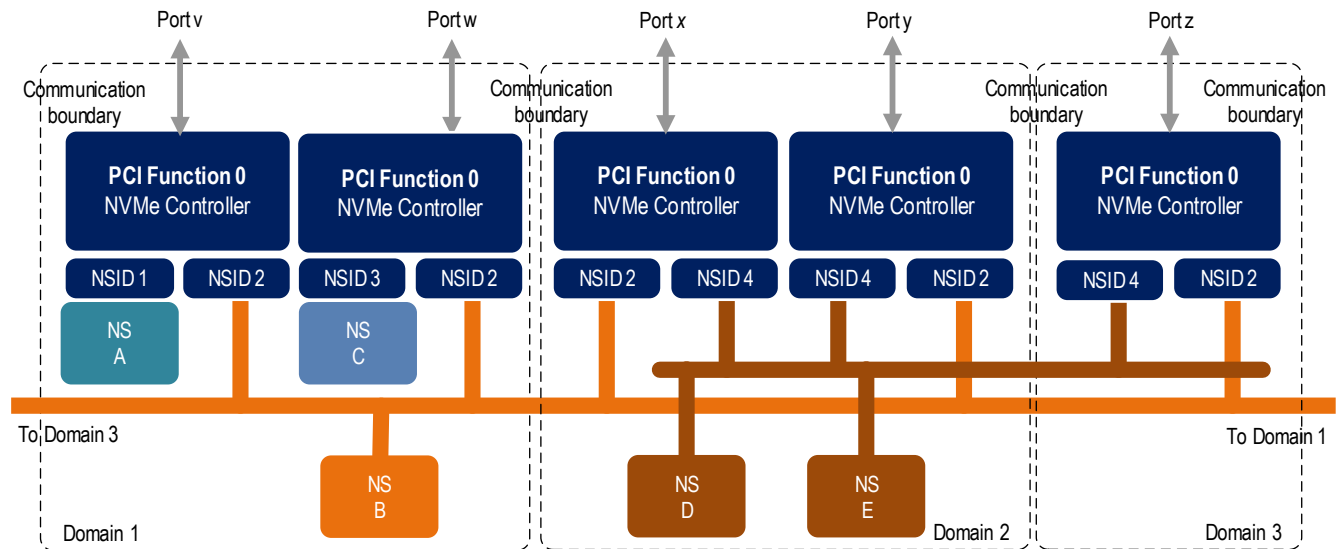 Port v
Port w
Port x
Port y
Port z
Communication
boundary
Communication
boundary
Communication
boundary
Communication
boundary
PCI Function 0
NVMe Controller
PCI Function 0
NVMe Controller
PCI Function 0
NVMe Controller
PCI Function 0
NVMe Controller
PCI Function 0
NVMe Controller
NSID 1
NSID 2
NSID 3
NSID 2
NSID 2
NSID 4
NSID 4
NSID 2
NSID 4
NSID 2
NS
A
NS
C
To Domain 3
To Domain 1
NS
B
NS
D
NS
E
Domain 1
Domain 2
Domain 3